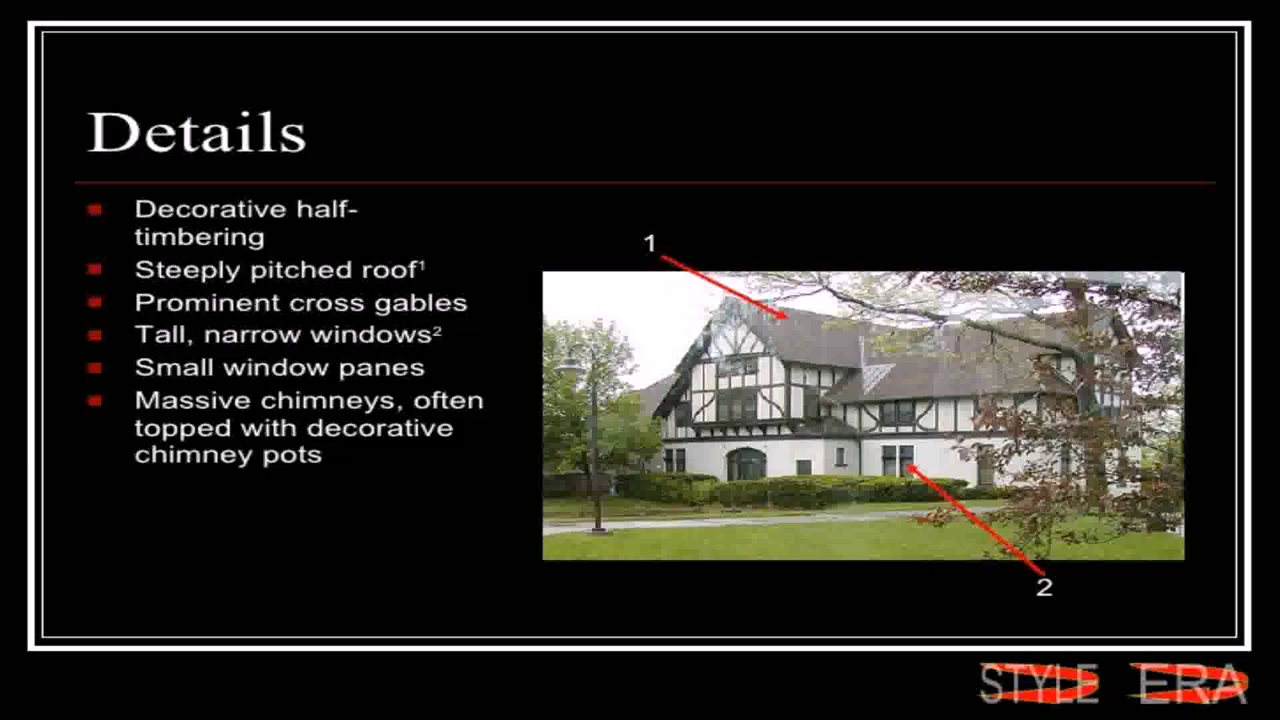 Details
Decorative half-
timbering
Steeply pitched roof¹
Prominent cross gables
Tall, narrow windows²
Small window panes
Massive chimneys, often
topped with decorative
chimney pots
1
2
STYLE ERA